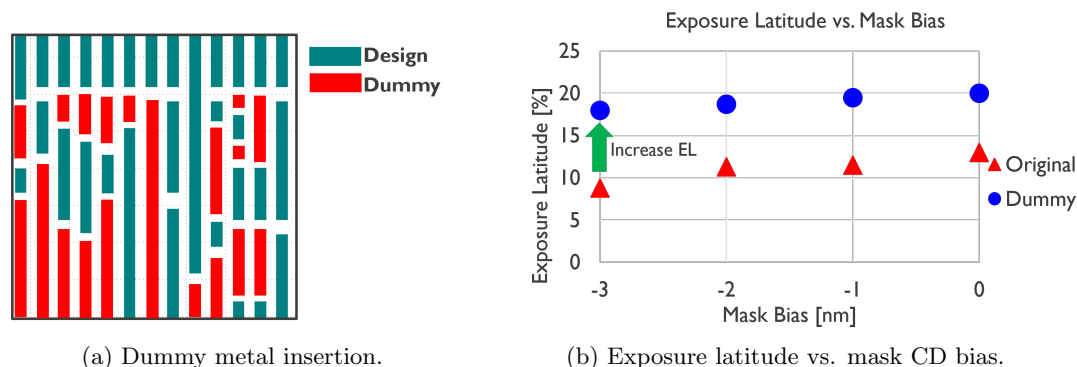 Design
Dummy
(a) Dummy metal insertion.
Exposure Latitude vs. Mask Bias
Exposure Latitude [%]
25
20
15
10
5
0
Increase EL
Original
Dummy
-3 -2 -1 0
Mask Bias [nm]
(b) Exposure latitude vs. mask CD bias.